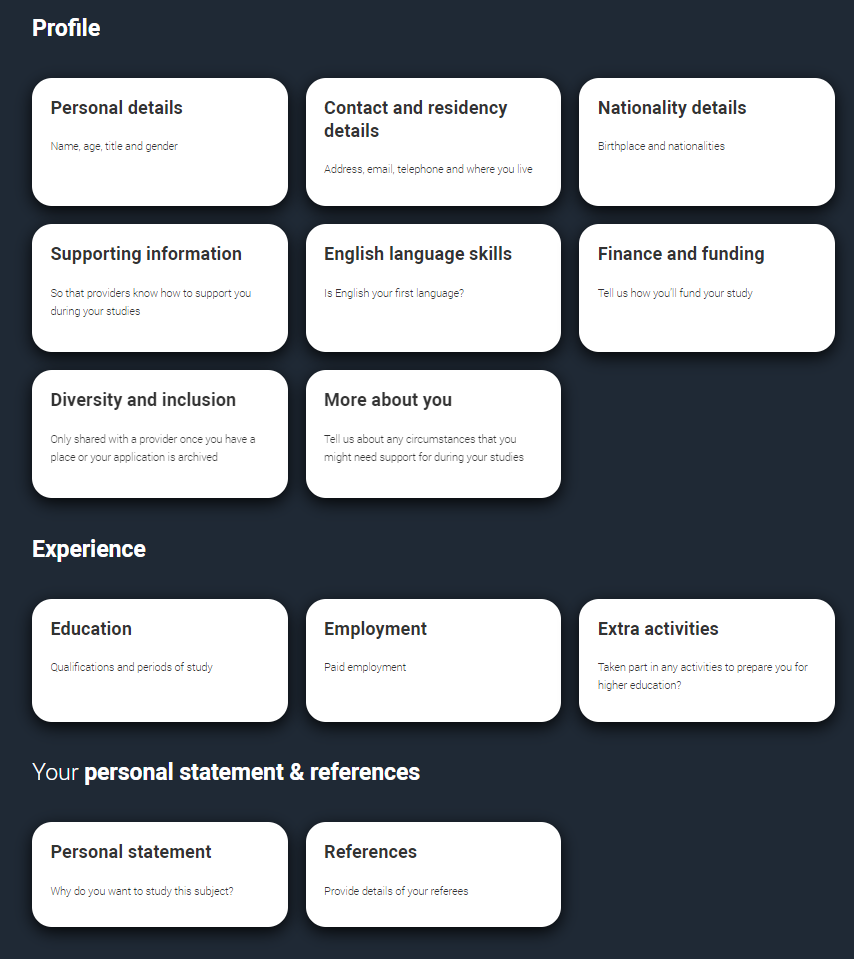 Profile
Personal details
Name, age, title and gender
Contact and residency
details
Address, email, telephone and where you live
Nationality details
Birthplace and nationalities
Supporting information
So that providers know how to support you
during your studies
English language skills
Is English your first language?
Finance and funding
Tell us how you'll fund your study
Diversity and inclusion
Only shared with a provider once you have a
place or your application is archived
More about you
Tell us about any circumstances that you
might need support for during your studies
Experience
Education
Qualifications and periods of study
Employment
Paid employment
Extra activities
Taken part in any activities to prepare you for
higher education?
Your personal statement & references
Personal statement
Why do you want to study this subject?
References
Provide details of your referees